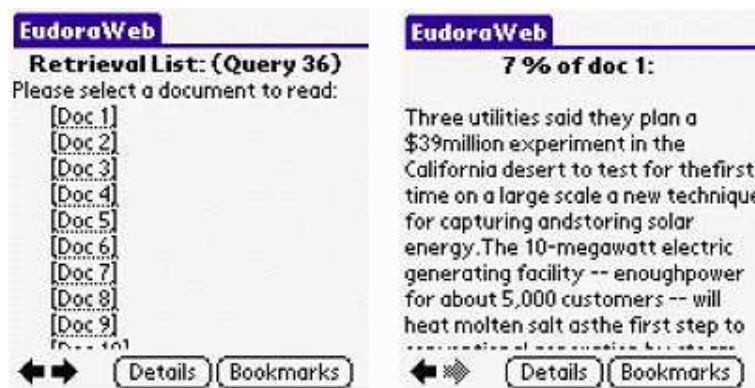 EudoraWeb
Retrieval List: (Query 36)
Please select a document to read:
[Doc 1]
[Doc 2]
[Doc 3]
[Doc 4]
[Doc 5]
[Doc 6]
[Doc 7]
[Doc 8]
[Doc 9]
Details
Bookmarks
EudoraWeb
7 % of doc 1:
Three utilities said they plan a
$39million experiment in the
California desert to test for thefirst
time on a large scale a new technique
for capturing andstoring solar
energy.The 10-megawatt electric
generating facility -- enoughpower
for about 5,000 customers -- will
heat molten salt asthe first step to
Details
Bookmarks